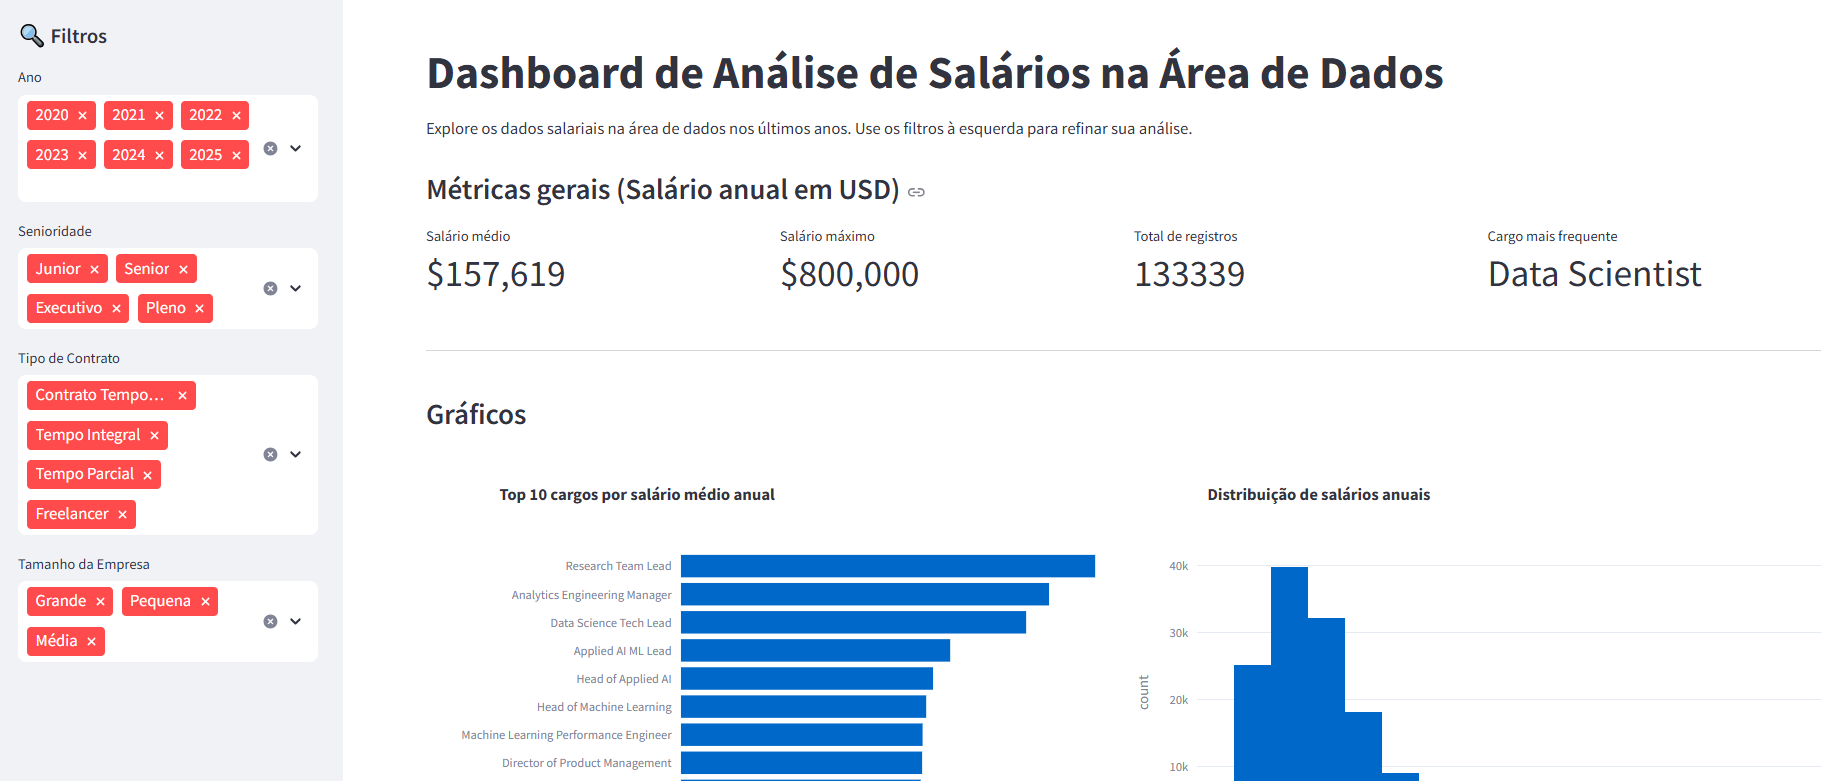 Filtros
Ano
2020 × 2021 × 2022 ×
2023 × 2024 × 2025 ×
Senioridade
Junior × Senior ×
Executivo × Pleno ×
Tipo de Contrato
Contrato Tempo… ×
Tempo Integral ×
Tempo Parcial ×
Freelancer ×
Tamanho da Empresa
Grande × Pequena ×
Média ×
Dashboard de Análise de Salários na Área de Dados
Explore os dados salariais na área de dados nos últimos anos. Use os filtros à esquerda para refinar sua análise.
Métricas gerais (Salário anual em USD)
Salário médio
$157,619
Salário máximo
$800,000
Total de registros
133339
Cargo mais frequente
Data Scientist
Gráficos
Top 10 cargos por salário médio anual
Research Team Lead
Analytics Engineering Manager
Data Science Tech Lead
Applied AI ML Lead
Head of Applied AI
Head of Machine Learning
Machine Learning Performance Engineer
Director of Product Management
Distribuição de salários anuais
40k
30k
20k
10k
count